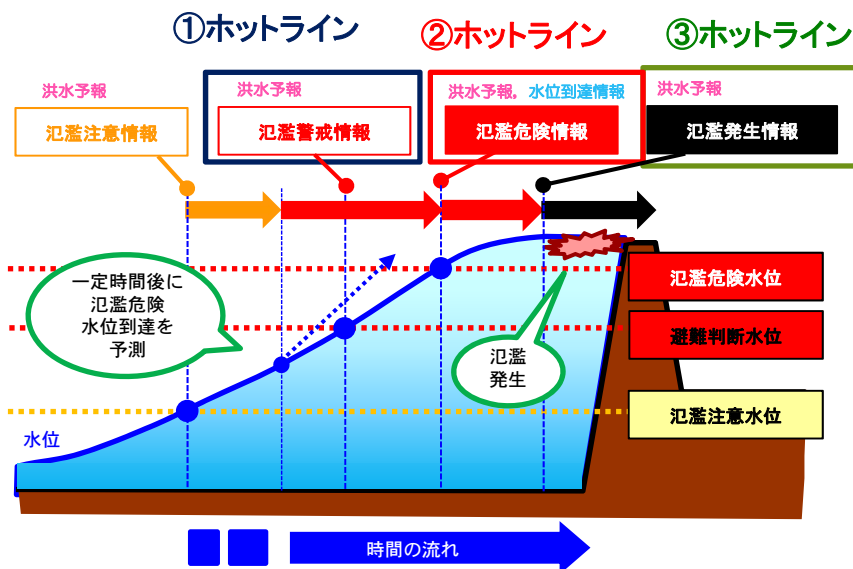 ①ホットライン
②ホットライン
③ホットライン
洪水予報
洪水予報
洪水予報，水位到達情報
洪水予報
氾濫注意情報
氾濫警戒情報
氾濫危険情報
氾濫発生情報
一定時間後に
氾濫危険
水位到達を
予測
氾濫
発生
氾濫危険水位
避難判断水位
氾濫注意水位
水位
時間の流れ